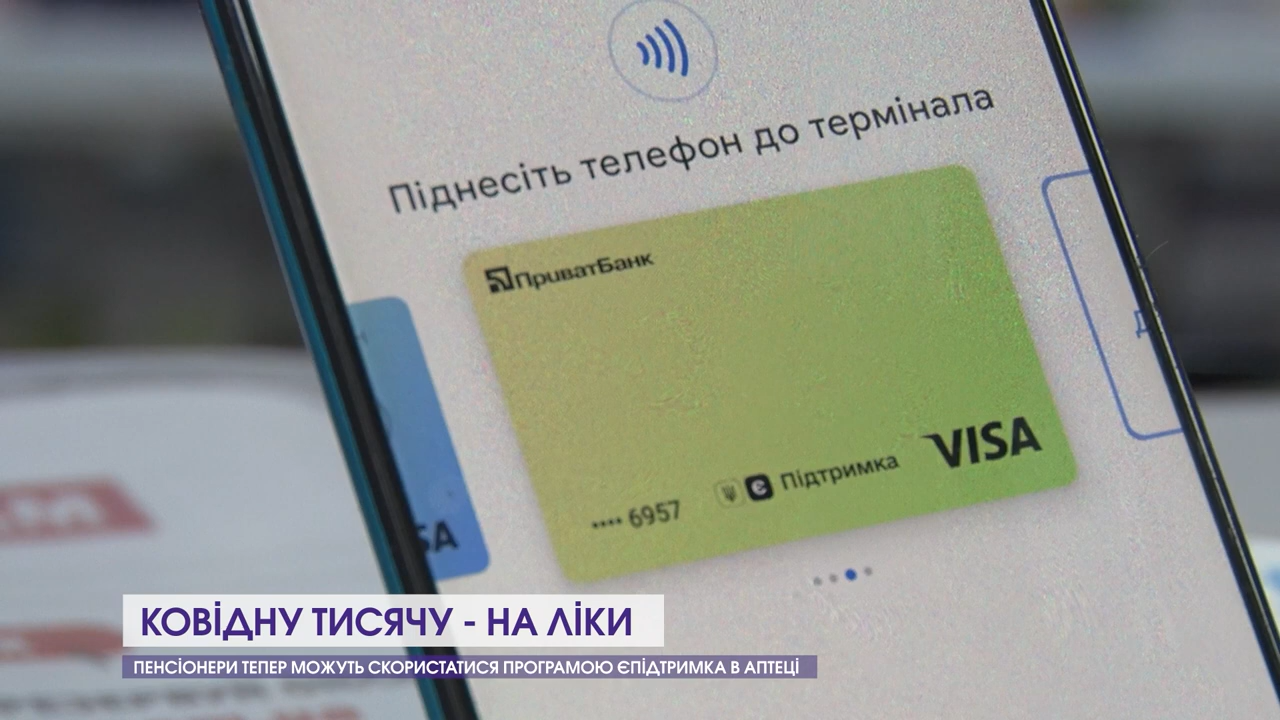 Піднесіть телефон до термінала
ПриватБанк
•••• 6957
є Підтримка
VISA
SA
КОВІДНУ ТИСЯЧУ - НА ЛІКИ
ПЕНСІОНЕРИ ТЕПЕР МОЖУТЬ СКОРИСТАТИСЯ ПРОГРАМОЮ ЄПІДТРИМКА В АПТЕЦІ